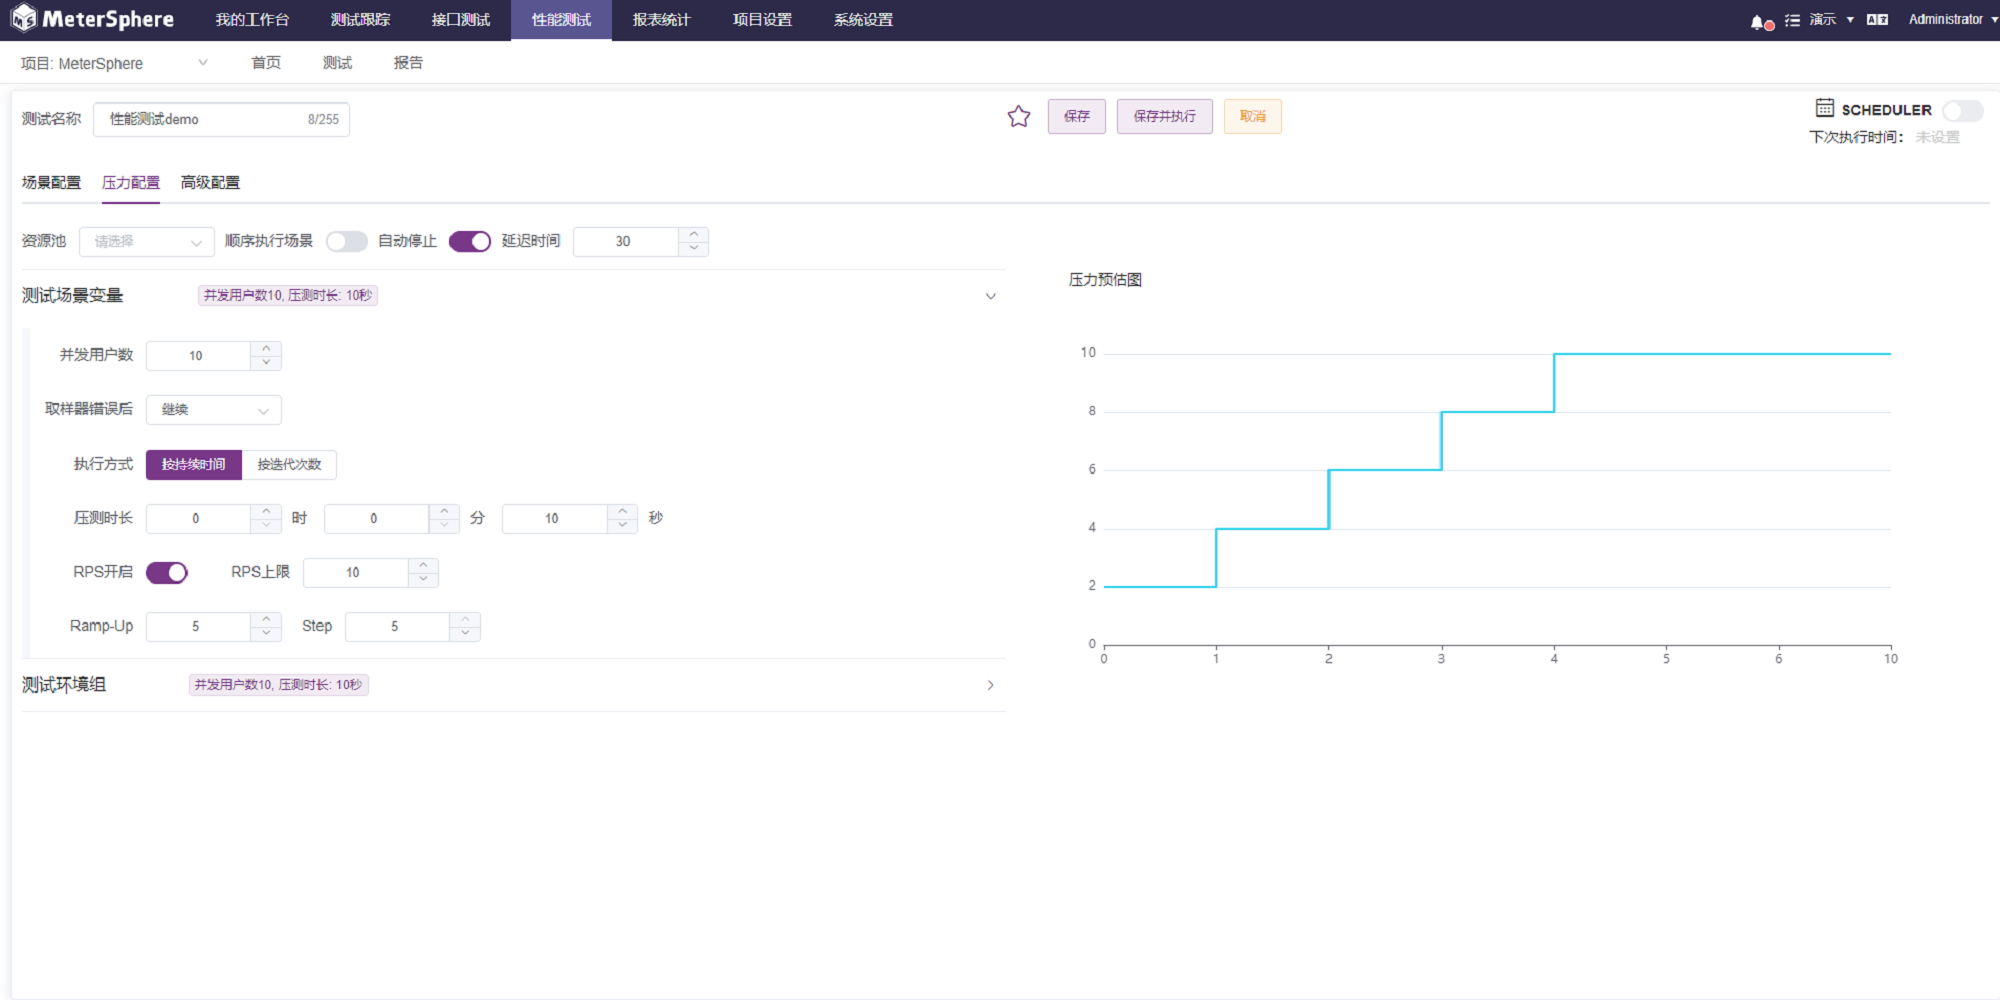 MeterSphere 我的工作台 测试跟踪 接口测试 性能测试 报表统计 项目设置 系统设置 演示 Administrator
项目: MeterSphere 首页 测试 报告
测试名称 性能测试demo 8/255 保存 保存并执行 取消 SCHEDULER
下次执行时间: 未设置
场景配置 压力配置 高级配置
资源池 请选择 顺序执行场景 自动停止 延迟时间 30
测试场景变量 并发用户数10, 压测时长: 10秒
并发用户数 10
取样器错误后 继续
执行方式 按持续时间 按迭代次数
压测时长 0 时 0 分 10 秒
RPS开启 RPS上限 10
Ramp-Up 5 Step 5
测试环境组 并发用户数10, 压测时长: 10秒
压力预估图
10
8
6
4
2
0
0 1 2 3 4 5 6 10